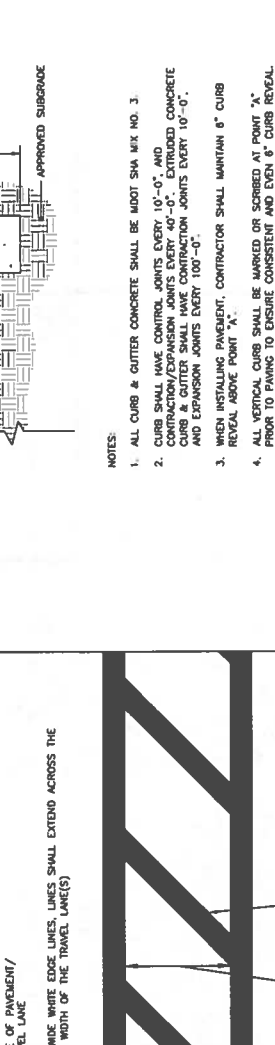 APPROVED SUBGRADE
NOTES:
1. ALL CURB & GUTTER CONCRETE SHALL BE MDOT SHA MIX NO. 3.
2. CURB SHALL HAVE CONTROL JOINTS EVERY 10'-0", AND
CONTRACTION/EXPANSION JOINTS EVERY 40'-0". EXTRUDED CONCRETE
CURB & GUTTER SHALL HAVE CONTRACTION JOINTS EVERY 10'-0",
AND EXPANSION JOINTS EVERY 100'-0".
3. WHEN INSTALLING PAVEMENT, CONTRACTOR SHALL MAINTAIN 6" CURB
REVEAL ABOVE POINT "A".
4. ALL VERTICAL CURB SHALL BE MARKED OR SCRIBED AT POINT "A"
PRIOR TO PAVING TO ENSURE CONSISTENT AND EVEN 6" CURB REVEAL.
OF PAVEMENT/
LANE
WIDE WHITE EDGE LINES, LINES SHALL EXTEND ACROSS THE
WIDTH OF THE TRAVEL LANE(S)